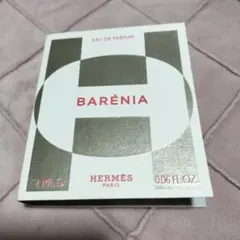 EAU DE PARFUM
BARÉNIA
2 ML ℮
0.06 FL.OZ.
HERMÈS
PARIS